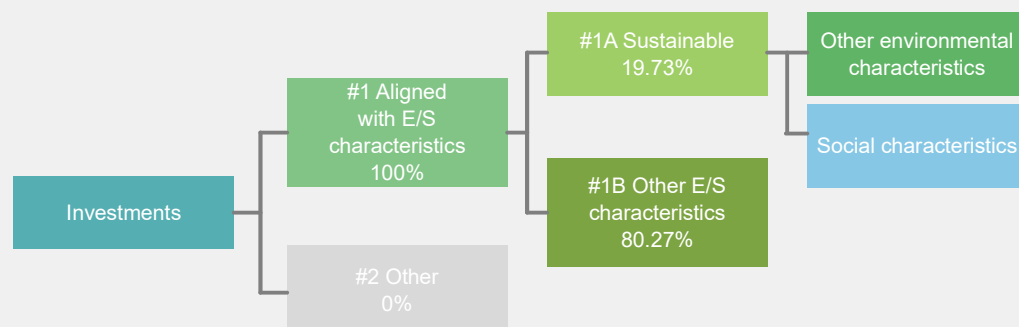 Investments
#1 Aligned
with E/S
characteristics
100%
#2 Other
0%
#1A Sustainable
19.73%
#1B Other E/S
characteristics
80.27%
Other environmental
characteristics
Social characteristics